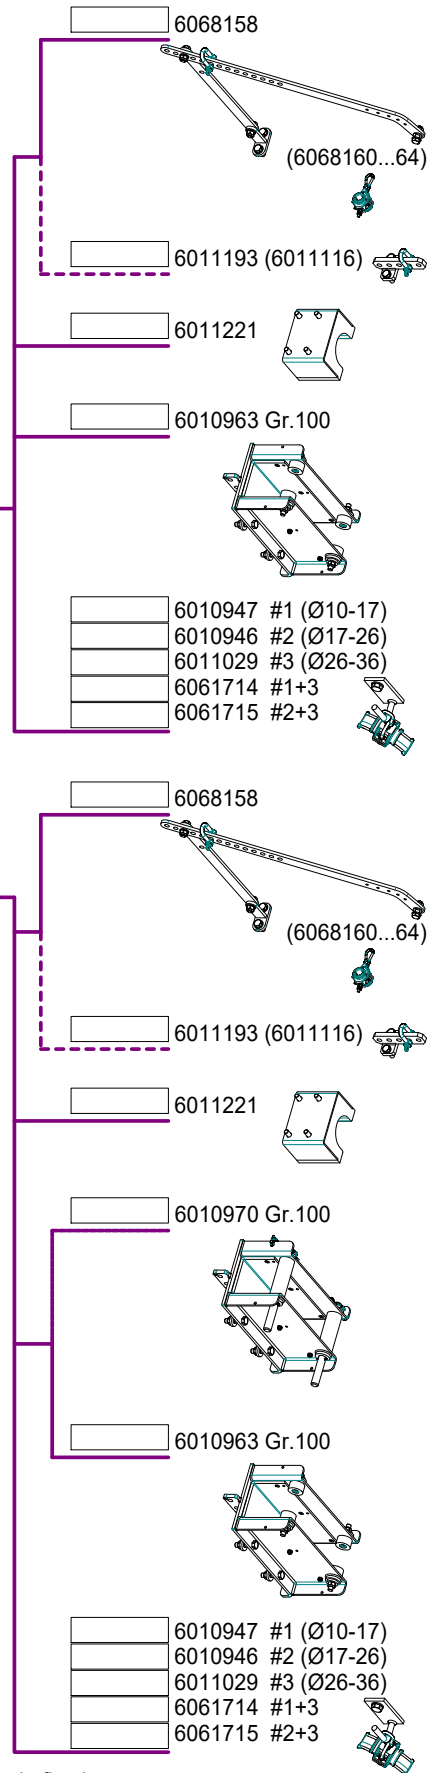 6068158
(6068160...64)
6011193 (6011116)
6011221
6010963 Gr.100
6010947 #1 (Ø10-17)
6010946 #2 (Ø17-26)
6011029 #3 (Ø26-36)
6061714 #1+3
6061715 #2+3
6068158
(6068160...64)
6011193 (6011116)
6011221
6010970 Gr.100
6010963 Gr.100
6010947 #1 (Ø10-17)
6010946 #2 (Ø17-26)
6011029 #3 (Ø26-36)
6061714 #1+3
6061715 #2+3